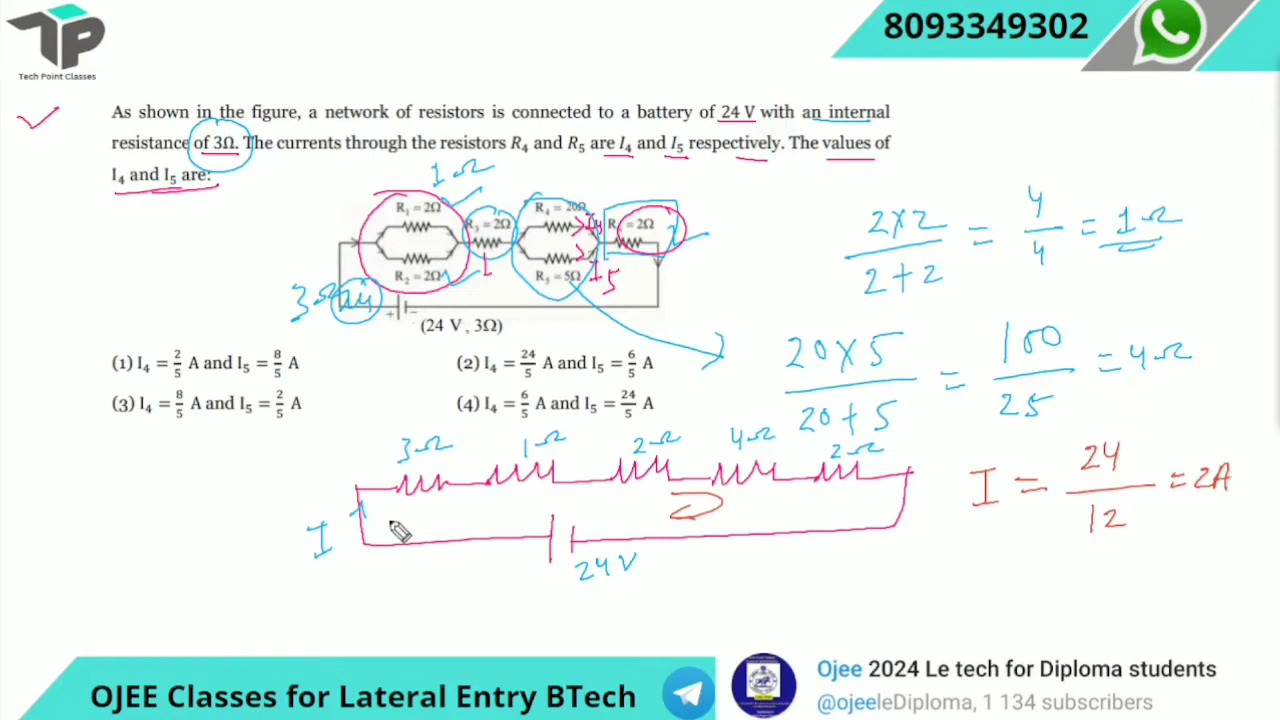 8093349302
TP
Tech Point Classes
As shown in the figure, a network of resistors is connected to a battery of 24 V with an internal
resistance of 3Ω. The currents through the resistors R₄ and R₅ are I₄ and I₅ respectively. The values of
I₄ and I₅ are:
1Ω
R₁ = 2Ω
R₃ = 2Ω
R₄ = 20Ω
I4
= 2Ω
2
R₂ = 2Ω
I
R₅ = 5Ω
I5
3Ω
24
+ −
(24 V , 3Ω)
2×2 / 2+2 = 4/4 = 1Ω
20×5 / 20+5 = 100/25 = 4Ω
(1) I₄ = 2/5 A and I₅ = 8/5 A
(2) I₄ = 24/5 A and I₅ = 6/5 A
(3) I₄ = 8/5 A and I₅ = 2/5 A
(4) I₄ = 6/5 A and I₅ = 24/5 A
3Ω 1Ω 2Ω 4Ω 2Ω
I = 24/12 = 2A
I
24V
OJEE Classes for Lateral Entry BTech
Ojee 2024 Le tech for Diploma students
@ojeeleDiploma, 1 134 subscribers